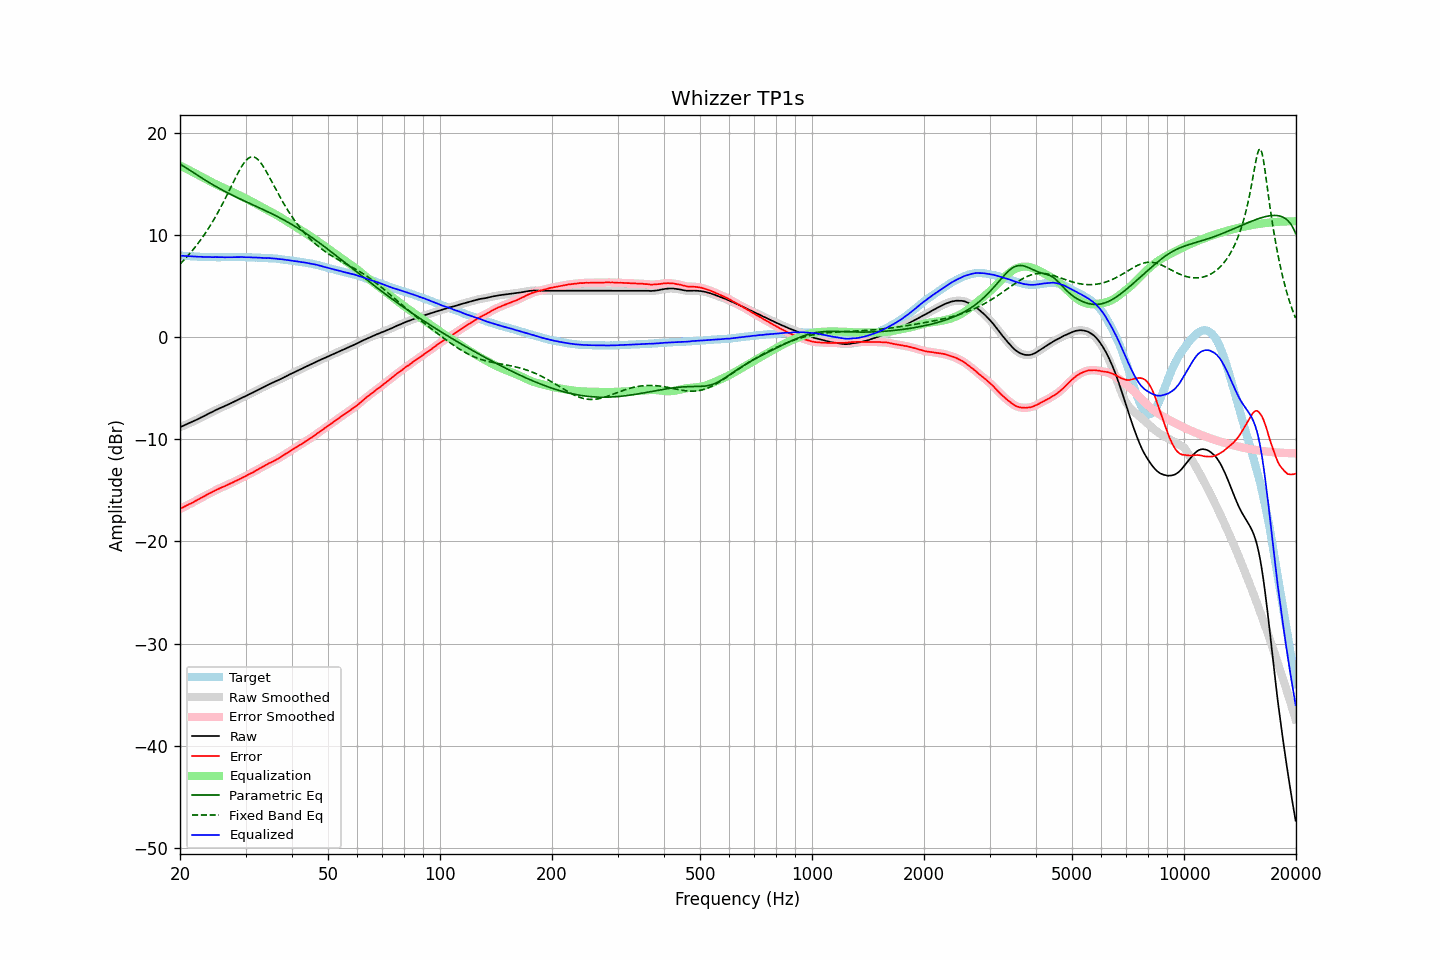 Whizzer TP1s
Amplitude (dBr)
20
10
0
−10
−20
−30
−40
−50
Target
Raw Smoothed
Error Smoothed
Raw
Error
Equalization
Parametric Eq
Fixed Band Eq
Equalized
20 50 100 200 500 1000 2000 5000 10000 20000
Frequency (Hz)